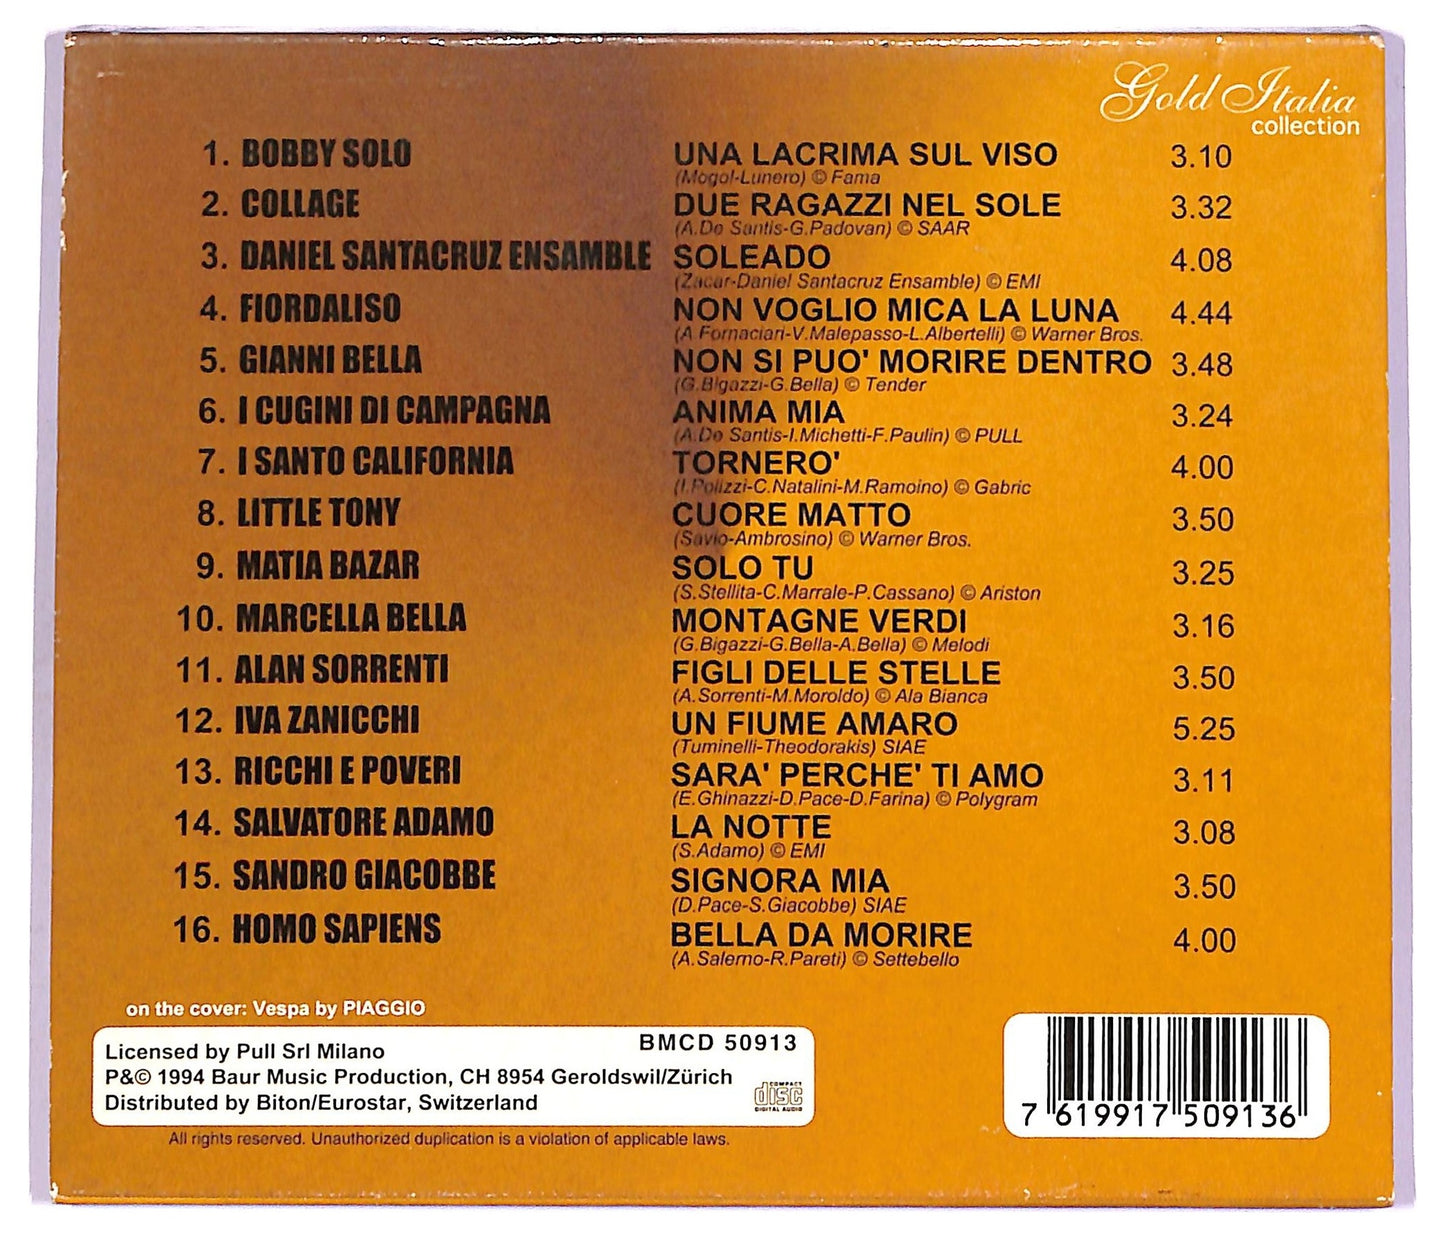 Gold Italia
collection
1. BOBBY SOLO UNA LACRIMA SUL VISO 3.10
(Mogol-Lunero) © Fama
2. COLLAGE DUE RAGAZZI NEL SOLE 3.32
(A.De Santis-G.Padovan) © SAAR
3. DANIEL SANTACRUZ ENSAMBLE SOLEADO 4.08
(Zacar-Daniel Santacruz Ensamble) © EMI
4. FIORDALISO NON VOGLIO MICA LA LUNA 4.44
(A Fornaciari-V.Malepasso-L.Albertelli) © Warner Bros.
5. GIANNI BELLA NON SI PUO' MORIRE DENTRO 3.48
(G.Bigazzi-G.Bella) © Tender
6. I CUGINI DI CAMPAGNA ANIMA MIA 3.24
(A.De Santis-I.Michetti-F.Paulin) © PULL
7. I SANTO CALIFORNIA TORNERO' 4.00
(I.Polizzi-C.Natalini-M.Ramoino) © Gabric
8. LITTLE TONY CUORE MATTO 3.50
(Savio-Ambrosino) © Warner Bros.
9. MATIA BAZAR SOLO TU 3.25
(S.Stellita-C.Marrale-P.Cassano) © Ariston
10. MARCELLA BELLA MONTAGNE VERDI 3.16
(G.Bigazzi-G.Bella-A.Bella) © Melodi
11. ALAN SORRENTI FIGLI DELLE STELLE 3.50
(A.Sorrenti-M.Moroldo) © Ala Bianca
12. IVA ZANICCHI UN FIUME AMARO 5.25
(Tuminelli-Theodorakis) SIAE
13. RICCHI E POVERI SARA' PERCHE' TI AMO 3.11
(E.Ghinazzi-D.Pace-D.Farina) © Polygram
14. SALVATORE ADAMO LA NOTTE 3.08
(S.Adamo) © EMI
15. SANDRO GIACOBBE SIGNORA MIA 3.50
(D.Pace-S.Giacobbe) SIAE
16. HOMO SAPIENS BELLA DA MORIRE 4.00
(A.Salerno-R.Pareti) © Settebello
on the cover: Vespa by PIAGGIO
BMCD 50913
Licensed by Pull Srl Milano
P&© 1994 Baur Music Production, CH 8954 Geroldswil/Zürich
Distributed by Biton/Eurostar, Switzerland
COMPACT
disc
DIGITAL AUDIO
All rights reserved. Unauthorized duplication is a violation of applicable laws.
7 619917 509136